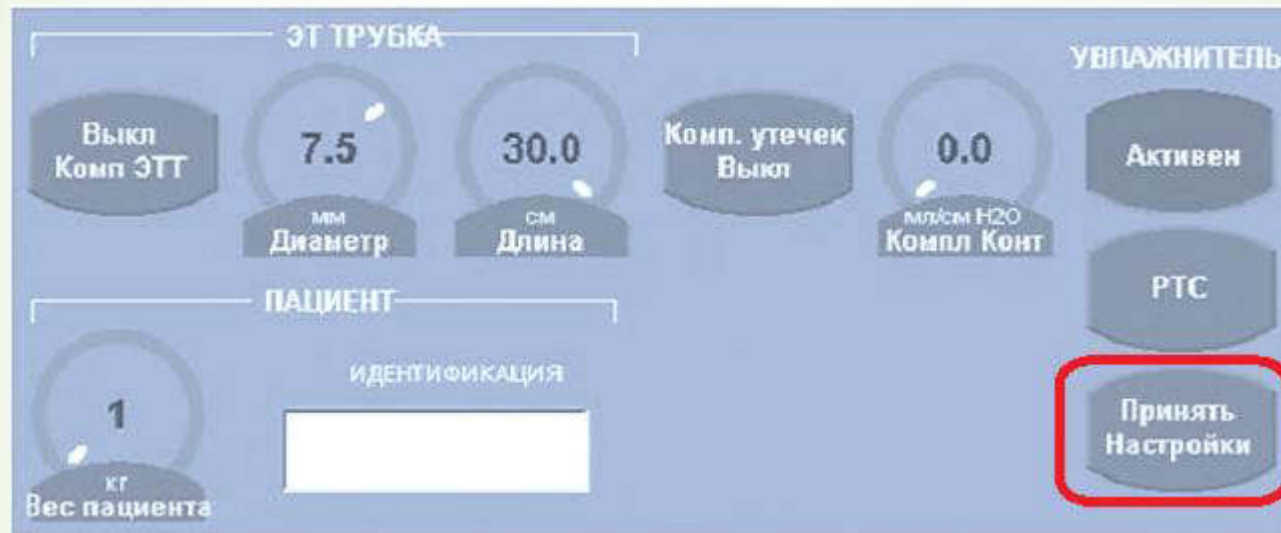 ЭТ ТРУБКА
УВЛАЖНИТЕЛЬ
Выкл
Комп ЭТТ
7.5
мм
Диаметр
30.0
см
Длина
Комп. утечек
Выкл
0.0
мл/см H2O
Компл Конт
Активен
РТС
ПАЦИЕНТ
1
кг
Вес пациента
ИДЕНТИФИКАЦИЯ
Принять
Настройки